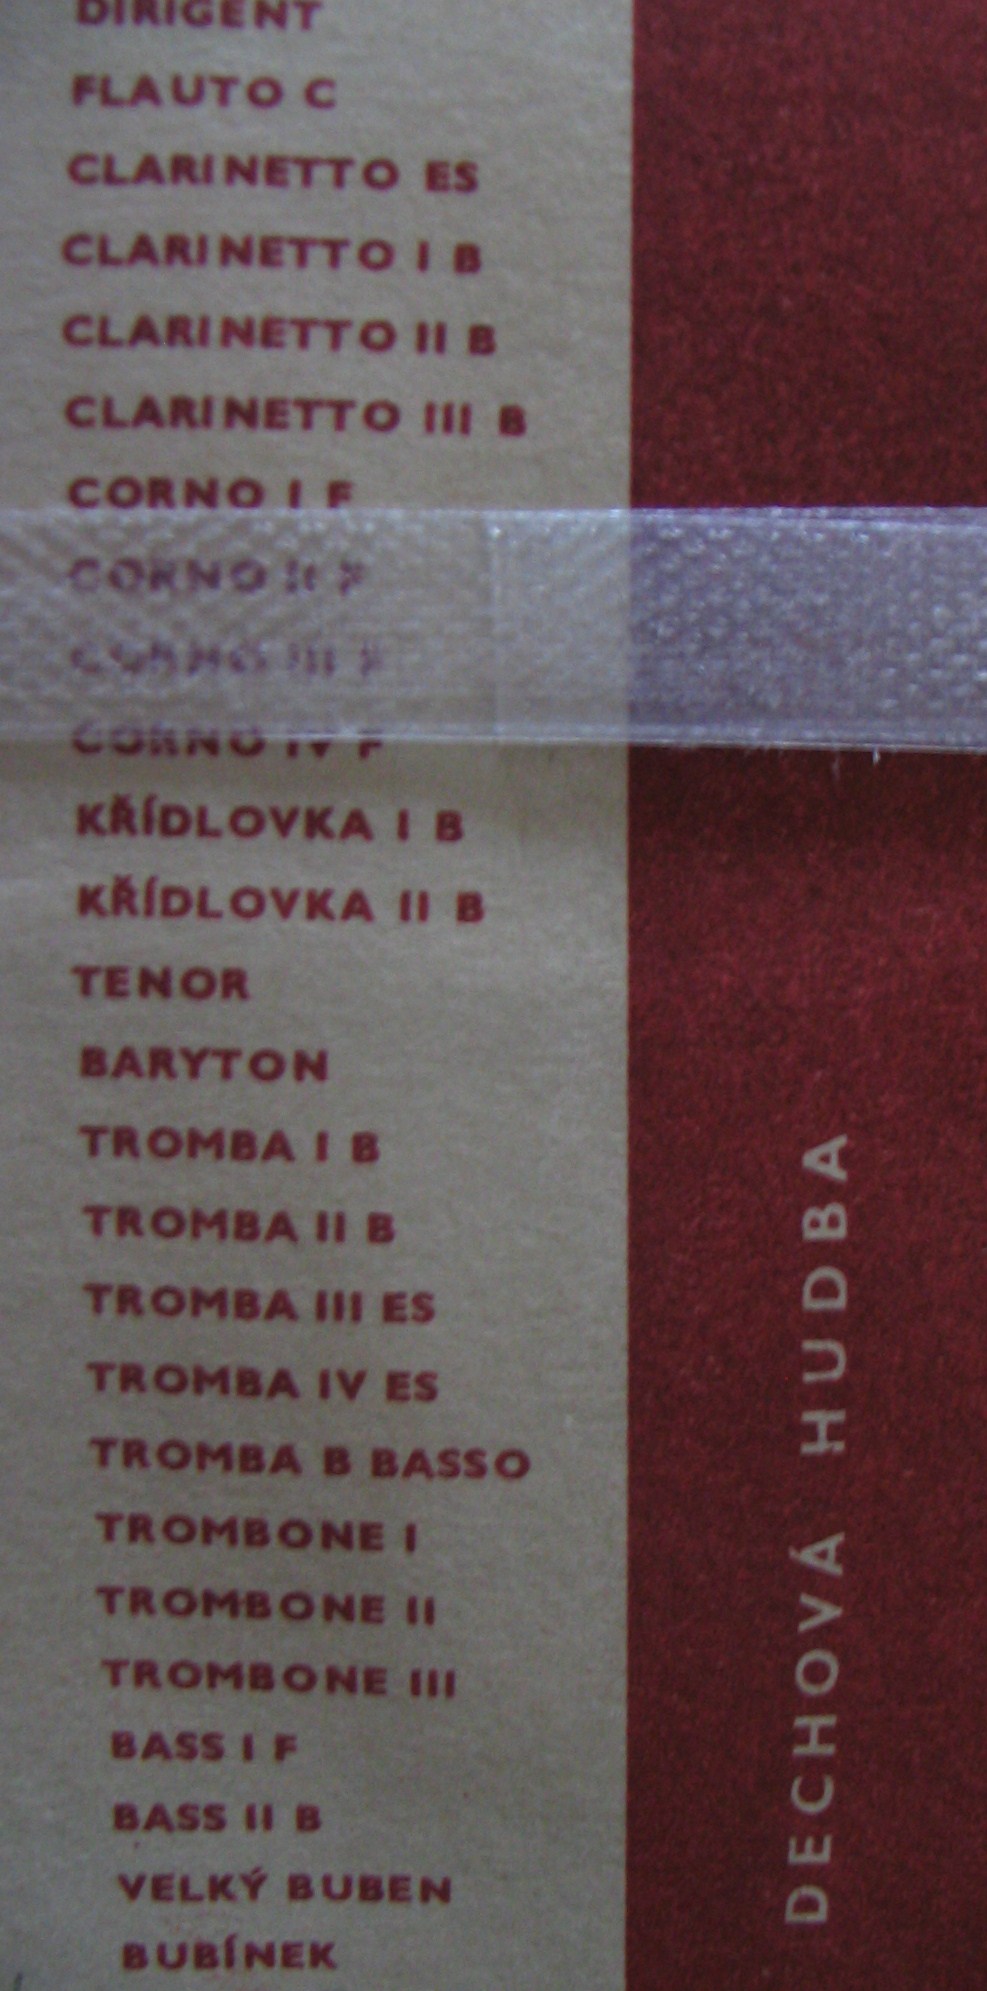 DIRIGENT
FLAUTO C
CLARINETTO ES
CLARINETTO I B
CLARINETTO II B
CLARINETTO III B
CORNO I F
CORNO II F
CORNO III F
CORNO IV F
KŘÍDLOVKA I B
KŘÍDLOVKA II B
TENOR
BARYTON
TROMBA I B
TROMBA II B
TROMBA III ES
TROMBA IV ES
TROMBA B BASSO
TROMBONE I
TROMBONE II
TROMBONE III
BASS I F
BASS II B
VELKÝ BUBEN
BUBÍNEK
DECHOVÁ HUDBA